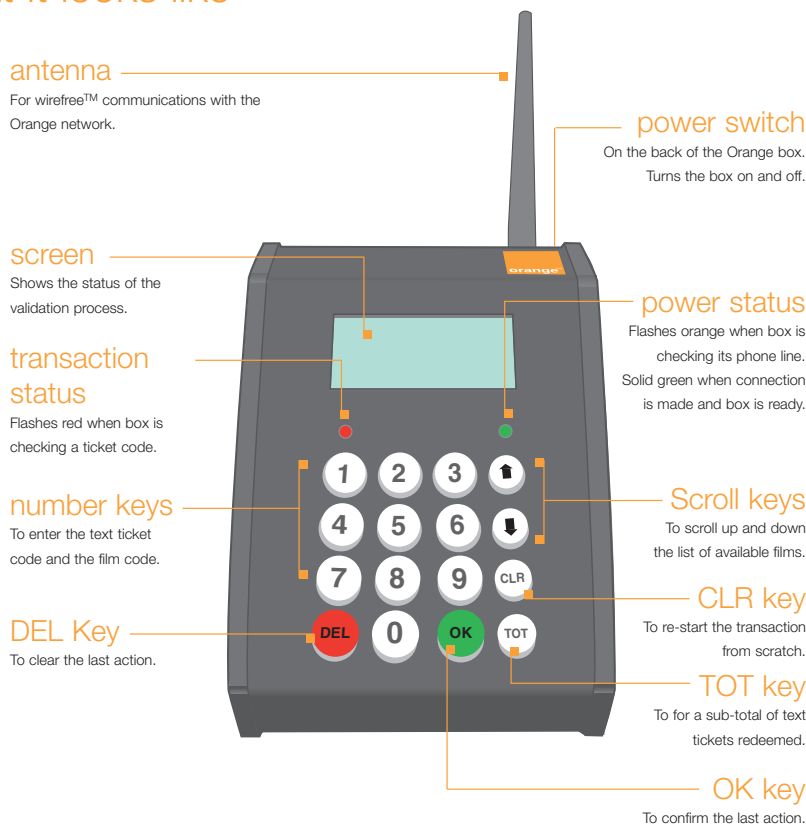 antenna
For wirefree™ communications with the
Orange network.
power switch
On the back of the Orange box.
Turns the box on and off.
orange™
screen
Shows the status of the
validation process.
power status
Flashes orange when box is
checking its phone line.
Solid green when connection
is made and box is ready.
transaction
status
Flashes red when box is
checking a ticket code.
number keys
To enter the text ticket
code and the film code.
1 2 3
4 5 6
7 8 9 CLR
DEL 0 OK TOT
Scroll keys
To scroll up and down
the list of available films.
DEL Key
To clear the last action.
CLR key
To re-start the transaction
from scratch.
TOT key
To for a sub-total of text
tickets redeemed.
OK key
To confirm the last action.